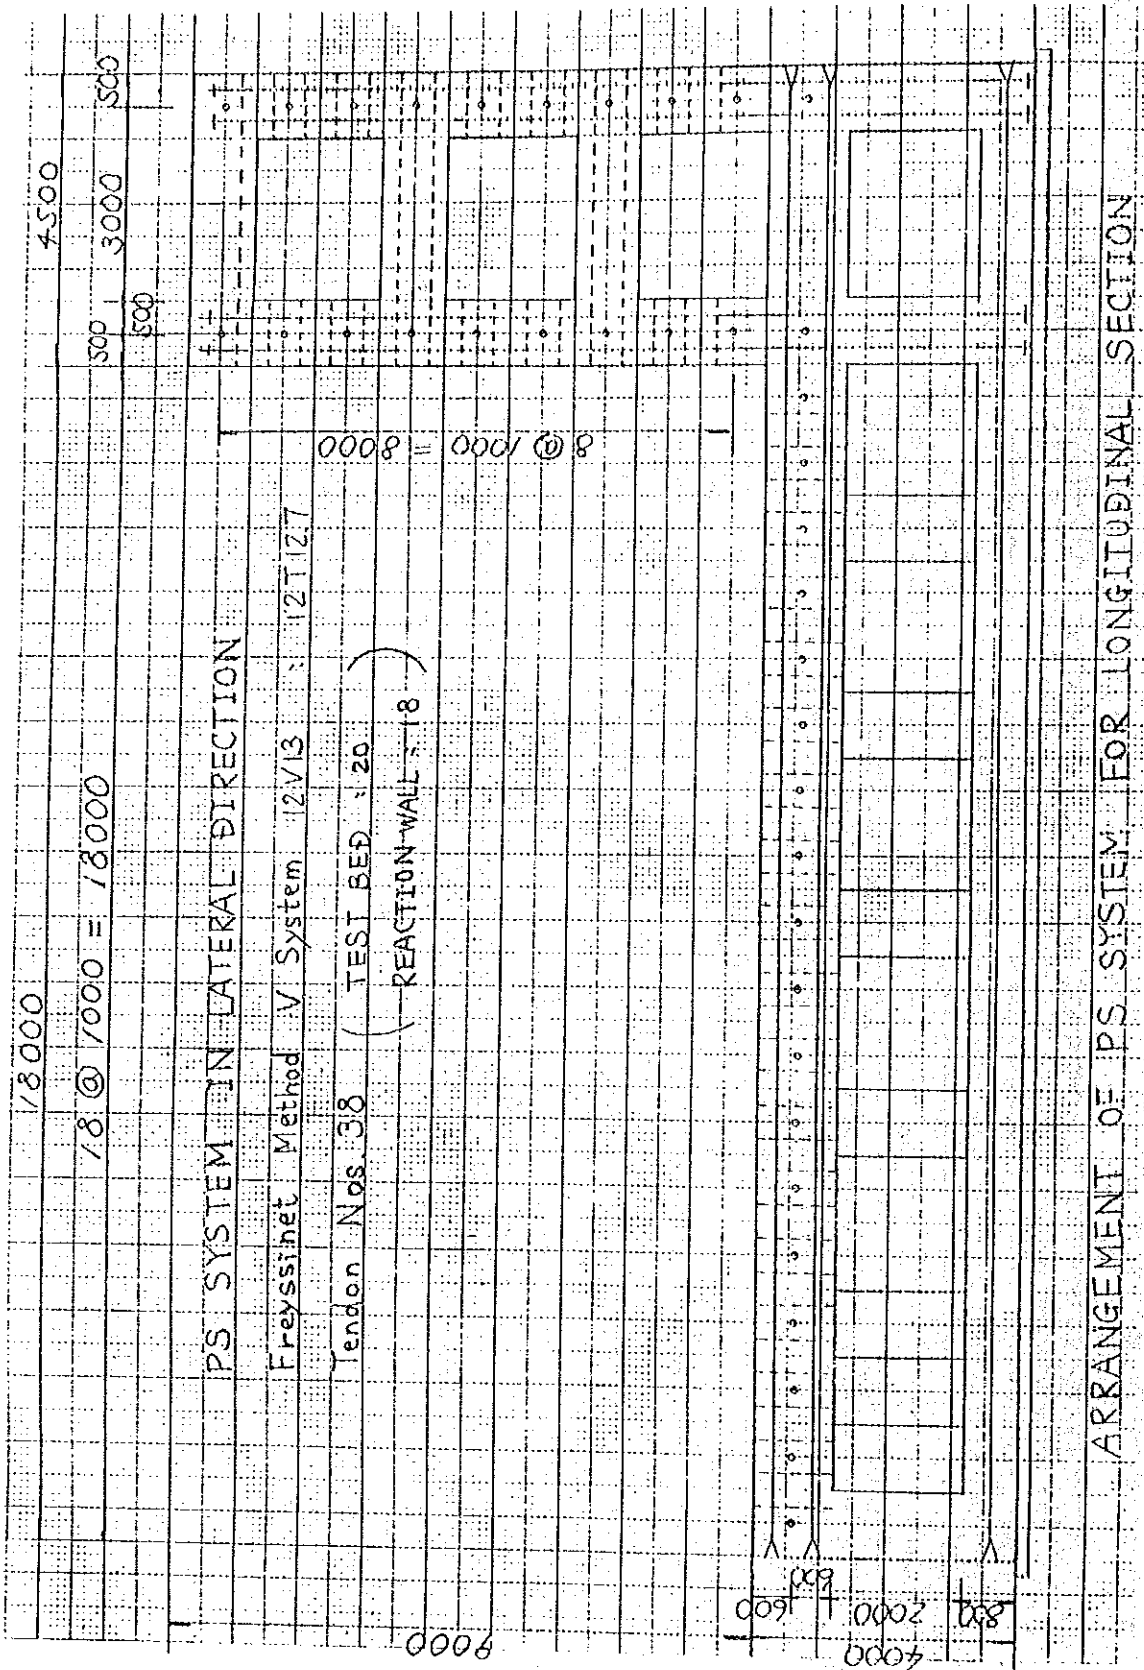 18000
4500
18 @ 1000 = 18000
500
3000
500
500
PS SYSTEM IN LATERAL DIRECTION
Freyssinet Method V System 12V13 : 12T12.7
Tendon Nos. 38 ( TEST BED : 20
REACTION WALL : 18 )
8 @ 1000 = 8000
9000
600
600
2000
800
4000
ARRANGEMENT OF PS SYSTEM FOR LONGITUDINAL SECTION